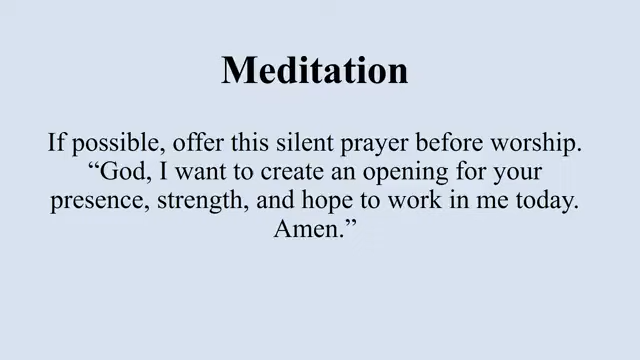 Meditation
If possible, offer this silent prayer before worship.
“God, I want to create an opening for your
presence, strength, and hope to work in me today.
Amen.”